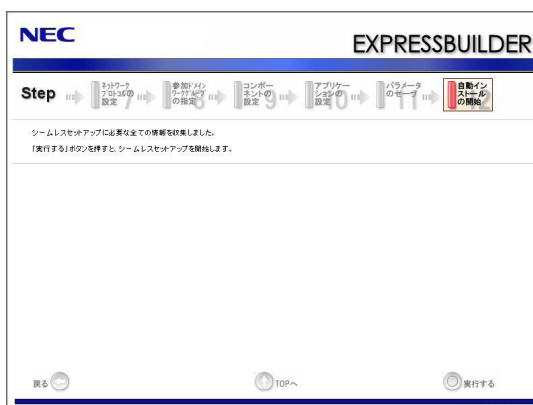 NEC
EXPRESSBUILDER
Step
ネットワーク
プロトコルの
設定
7
参加ドメイン
ワークグループ
の指定
8
コンポー
ネントの
設定
9
アプリケー
ションの
設定
10
パラメータ
のセーブ
11
自動イン
ストール
の開始
12
シームレスセットアップに必要な全ての情報を収集しました。
「実行する」ボタンを押すと、シームレスセットアップを開始します。
戻る
TOPへ
実行する